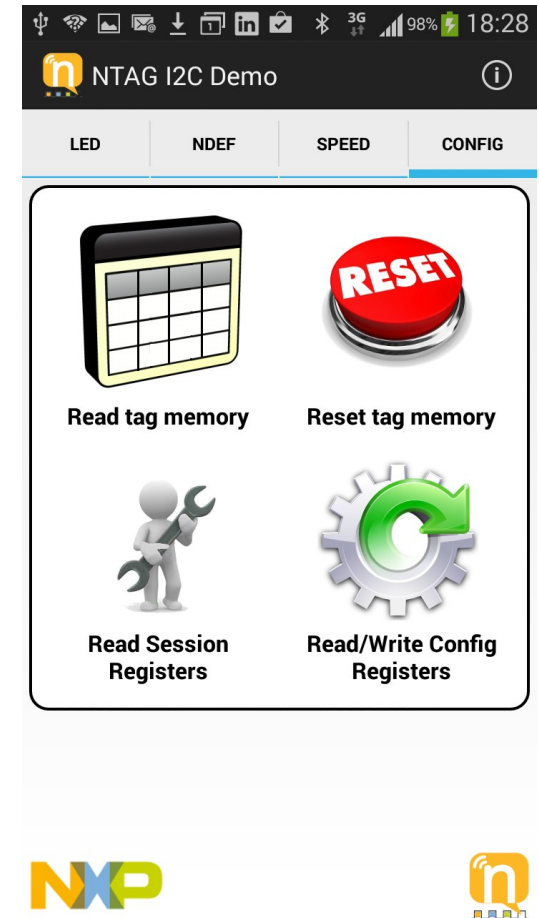 3G 98% 18:28
NTAG I2C Demo
LED NDEF SPEED CONFIG
RESET
Read tag memory Reset tag memory
Read Session Read/Write Config
Registers Registers
NXP